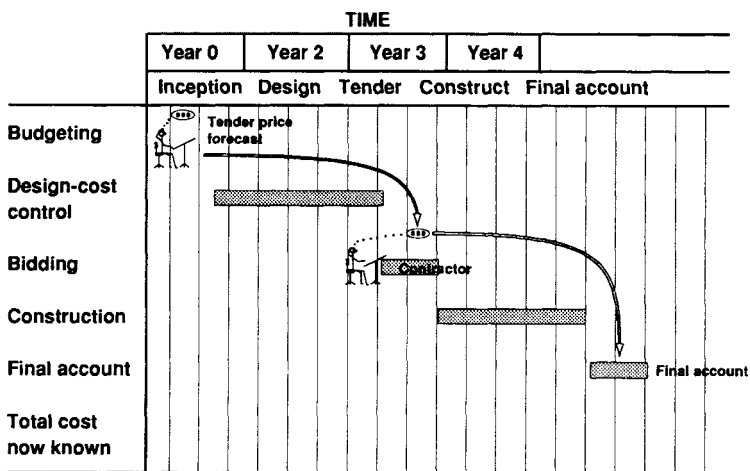 TIME
Year 0 Year 2 Year 3 Year 4
Inception Design Tender Construct Final account
Budgeting
Tender price
forecast
Design-cost
control
Bidding
Contractor
Construction
Final account
Final account
Total cost
now known